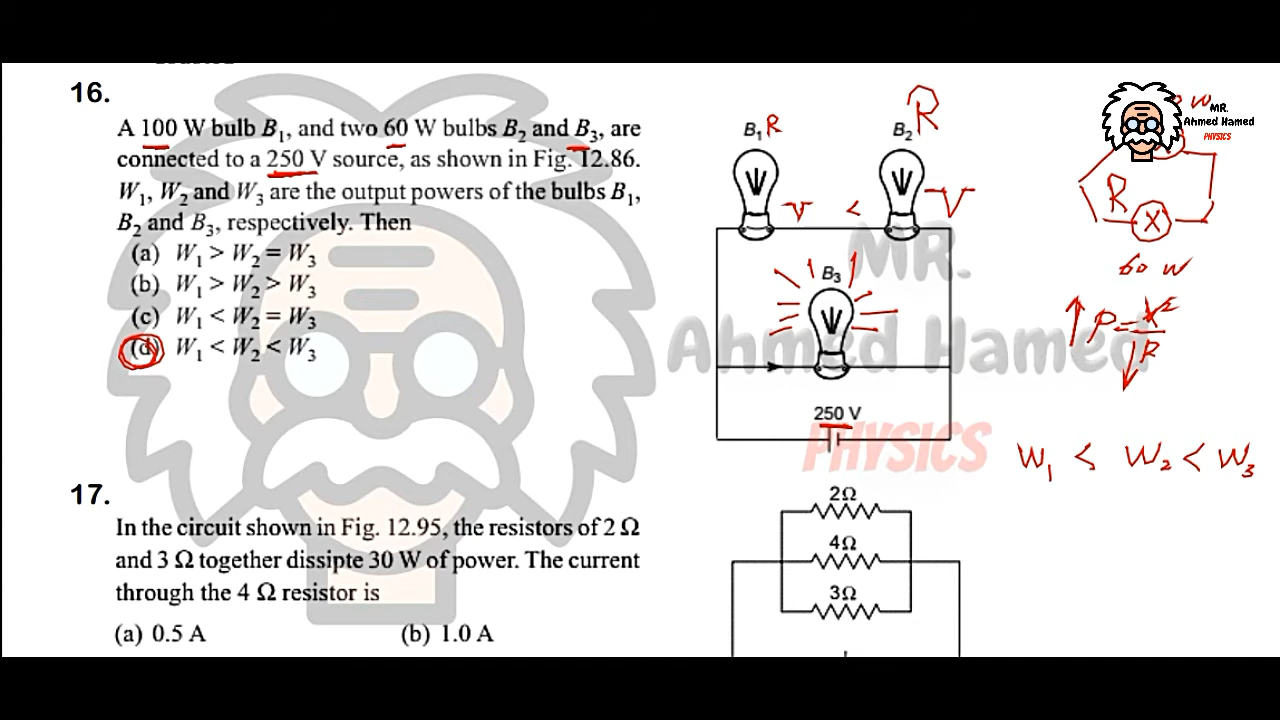 16.
A 100 W bulb B₁, and two 60 W bulbs B₂ and B₃, are
connected to a 250 V source, as shown in Fig. 12.86.
W₁, W₂ and W₃ are the output powers of the bulbs B₁,
B₂ and B₃, respectively. Then
(a) W₁ > W₂ = W₃
(b) W₁ > W₂ > W₃
(c) W₁ < W₂ = W₃
(d) W₁ < W₂ < W₃
B₁ R
B₂ R
V < V
B₃
250 V
MR.
Ahmed Hamed
PHYSICS
R
X
60 W
P = V²/R
W₁ < W₂ < W₃
MR.
Ahmed Hamed
PHYSICS
17.
In the circuit shown in Fig. 12.95, the resistors of 2 Ω
and 3 Ω together dissipte 30 W of power. The current
through the 4 Ω resistor is
(a) 0.5 A (b) 1.0 A
2Ω
4Ω
3Ω